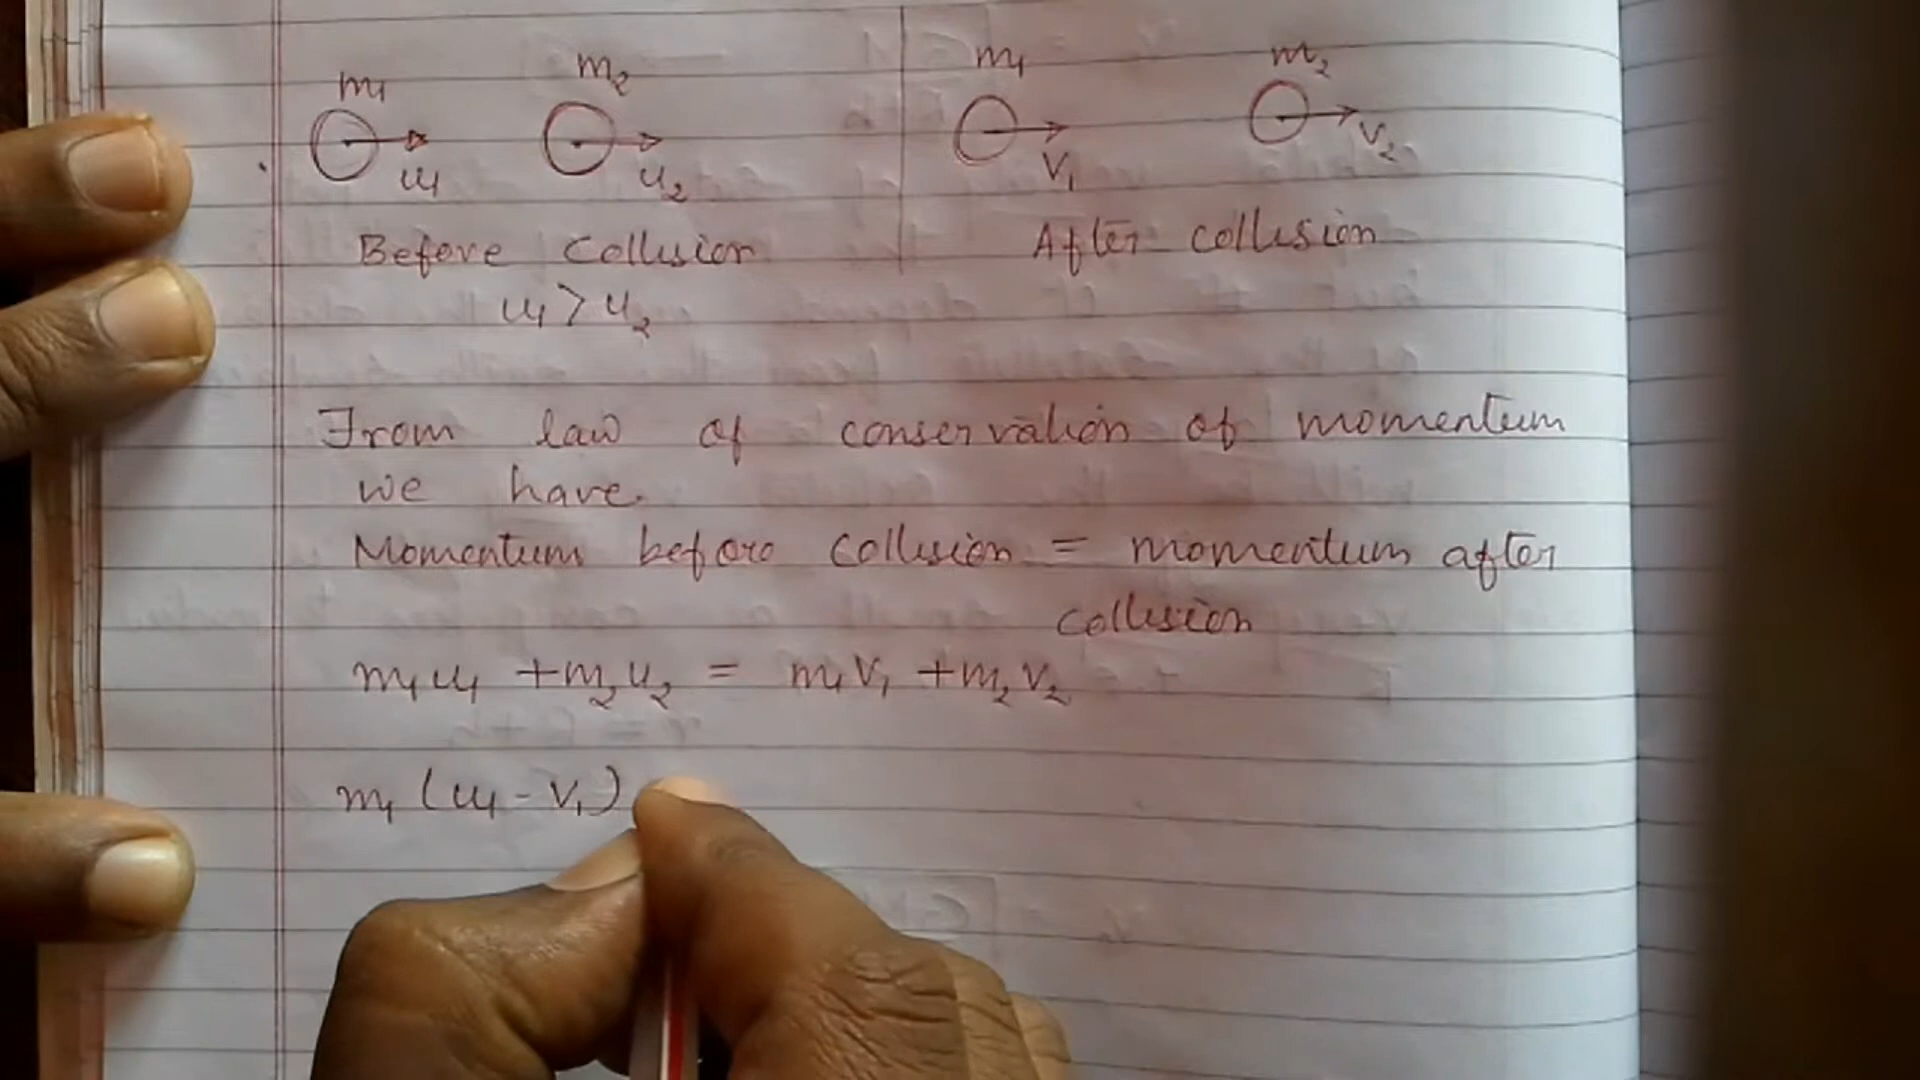 m₁ m₂ m₁ m₂
u₁ u₂ V₁ V₂
Before Collision After collision
u₁ > u₂
From law of conservation of momentum
we have.
Momentum before collision = momentum after
collision
m₁u₁ + m₂u₂ = m₁V₁ + m₂V₂
m₁ (u₁ - V₁)